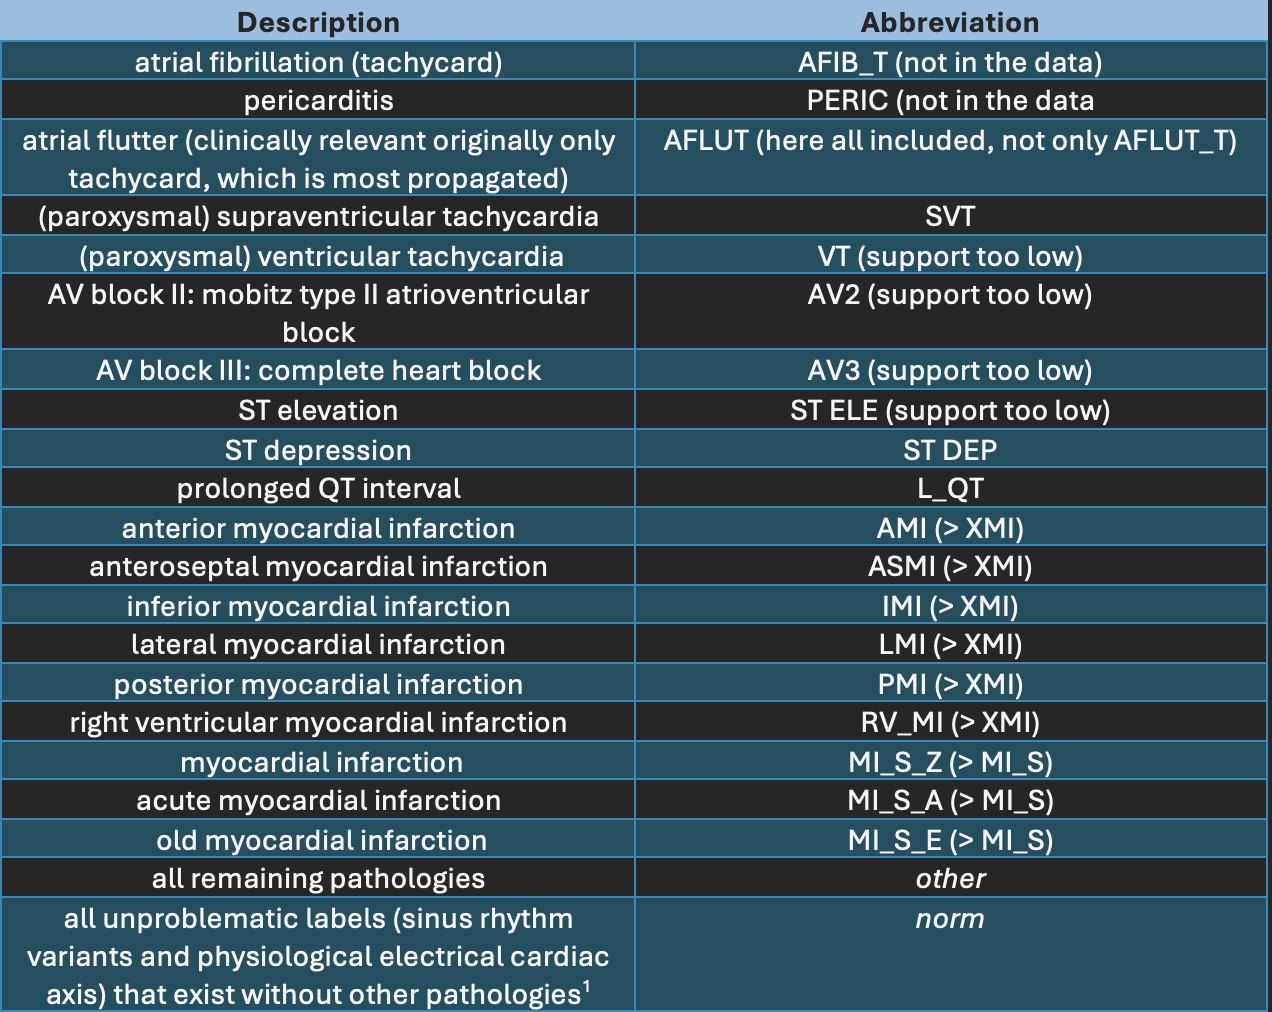 Description Abbreviation
atrial fibrillation (tachycard) AFIB_T (not in the data)
pericarditis PERIC (not in the data
atrial flutter (clinically relevant originally only AFLUT (here all included, not only AFLUT_T)
tachycard, which is most propagated)
(paroxysmal) supraventricular tachycardia SVT
(paroxysmal) ventricular tachycardia VT (support too low)
AV block II: mobitz type II atrioventricular AV2 (support too low)
block
AV block III: complete heart block AV3 (support too low)
ST elevation ST ELE (support too low)
ST depression ST DEP
prolonged QT interval L_QT
anterior myocardial infarction AMI (> XMI)
anteroseptal myocardial infarction ASMI (> XMI)
inferior myocardial infarction IMI (> XMI)
lateral myocardial infarction LMI (> XMI)
posterior myocardial infarction PMI (> XMI)
right ventricular myocardial infarction RV_MI (> XMI)
myocardial infarction MI_S_Z (> MI_S)
acute myocardial infarction MI_S_A (> MI_S)
old myocardial infarction MI_S_E (> MI_S)
all remaining pathologies other
all unproblematic labels (sinus rhythm norm
variants and physiological electrical cardiac
axis) that exist without other pathologies¹